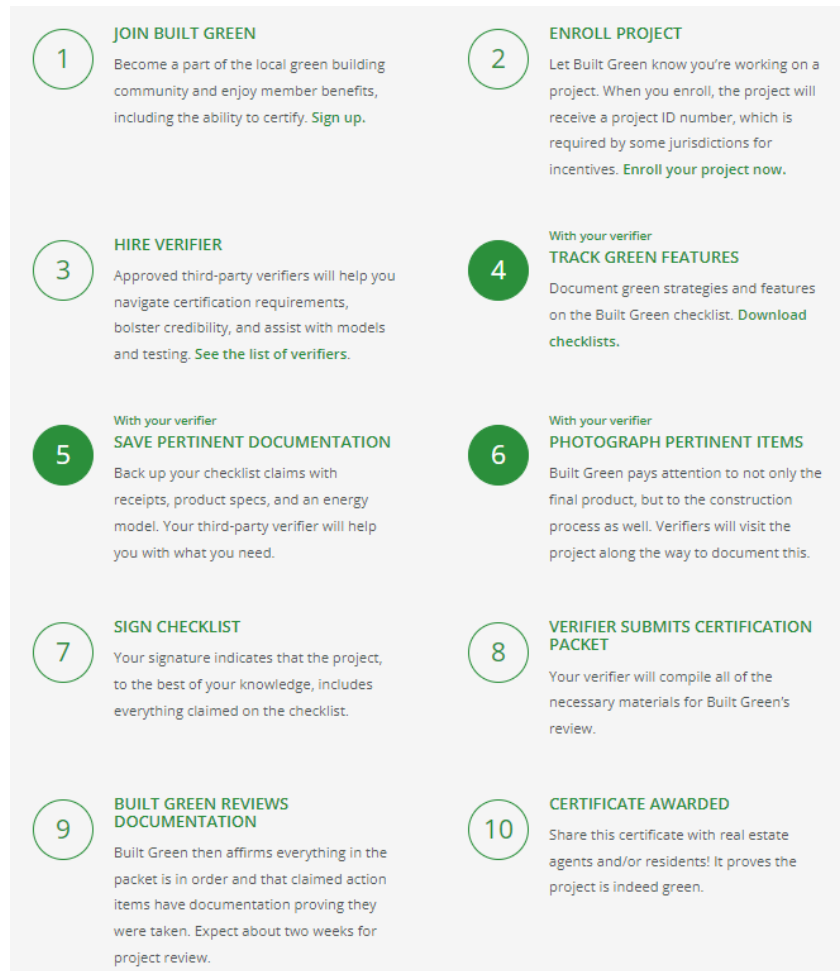 1
JOIN BUILT GREEN
Become a part of the local green building
community and enjoy member benefits,
including the ability to certify. Sign up.
2
ENROLL PROJECT
Let Built Green know you're working on a
project. When you enroll, the project will
receive a project ID number, which is
required by some jurisdictions for
incentives. Enroll your project now.
3
HIRE VERIFIER
Approved third-party verifiers will help you
navigate certification requirements,
bolster credibility, and assist with models
and testing. See the list of verifiers.
4
With your verifier
TRACK GREEN FEATURES
Document green strategies and features
on the Built Green checklist. Download
checklists.
5
With your verifier
SAVE PERTINENT DOCUMENTATION
Back up your checklist claims with
receipts, product specs, and an energy
model. Your third-party verifier will help
you with what you need.
6
With your verifier
PHOTOGRAPH PERTINENT ITEMS
Built Green pays attention to not only the
final product, but to the construction
process as well. Verifiers will visit the
project along the way to document this.
7
SIGN CHECKLIST
Your signature indicates that the project,
to the best of your knowledge, includes
everything claimed on the checklist.
8
VERIFIER SUBMITS CERTIFICATION
PACKET
Your verifier will compile all of the
necessary materials for Built Green's
review.
9
BUILT GREEN REVIEWS
DOCUMENTATION
Built Green then affirms everything in the
packet is in order and that claimed action
items have documentation proving they
were taken. Expect about two weeks for
project review.
10
CERTIFICATE AWARDED
Share this certificate with real estate
agents and/or residents! It proves the
project is indeed green.